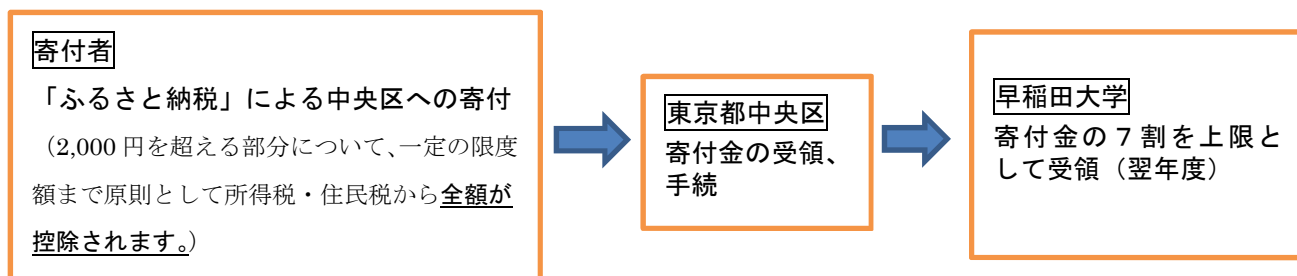 寄付者
「ふるさと納税」による中央区への寄付
（2,000 円を超える部分について、一定の限度
額まで原則として所得税・住民税から全額が
控除されます。）
東京都中央区
寄付金の受領、
手続
早稲田大学
寄付金の７割を上限と
して受領（翌年度）